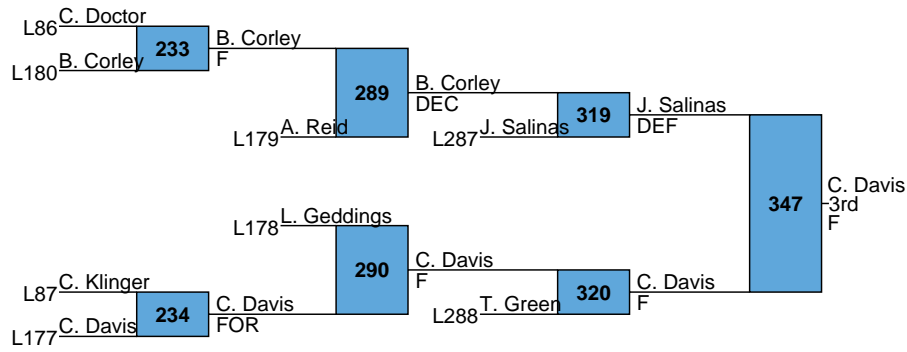 L86 C. Doctor
233
B. Corley
F
L180 B. Corley
289
B. Corley
DEC
L179 A. Reid
319
J. Salinas
DEF
L287 J. Salinas
347
C. Davis
3rd
F
L178 L. Geddings
290
C. Davis
F
L87 C. Klinger
234
C. Davis
FOR
L177 C. Davis
320
C. Davis
F
L288 T. Green